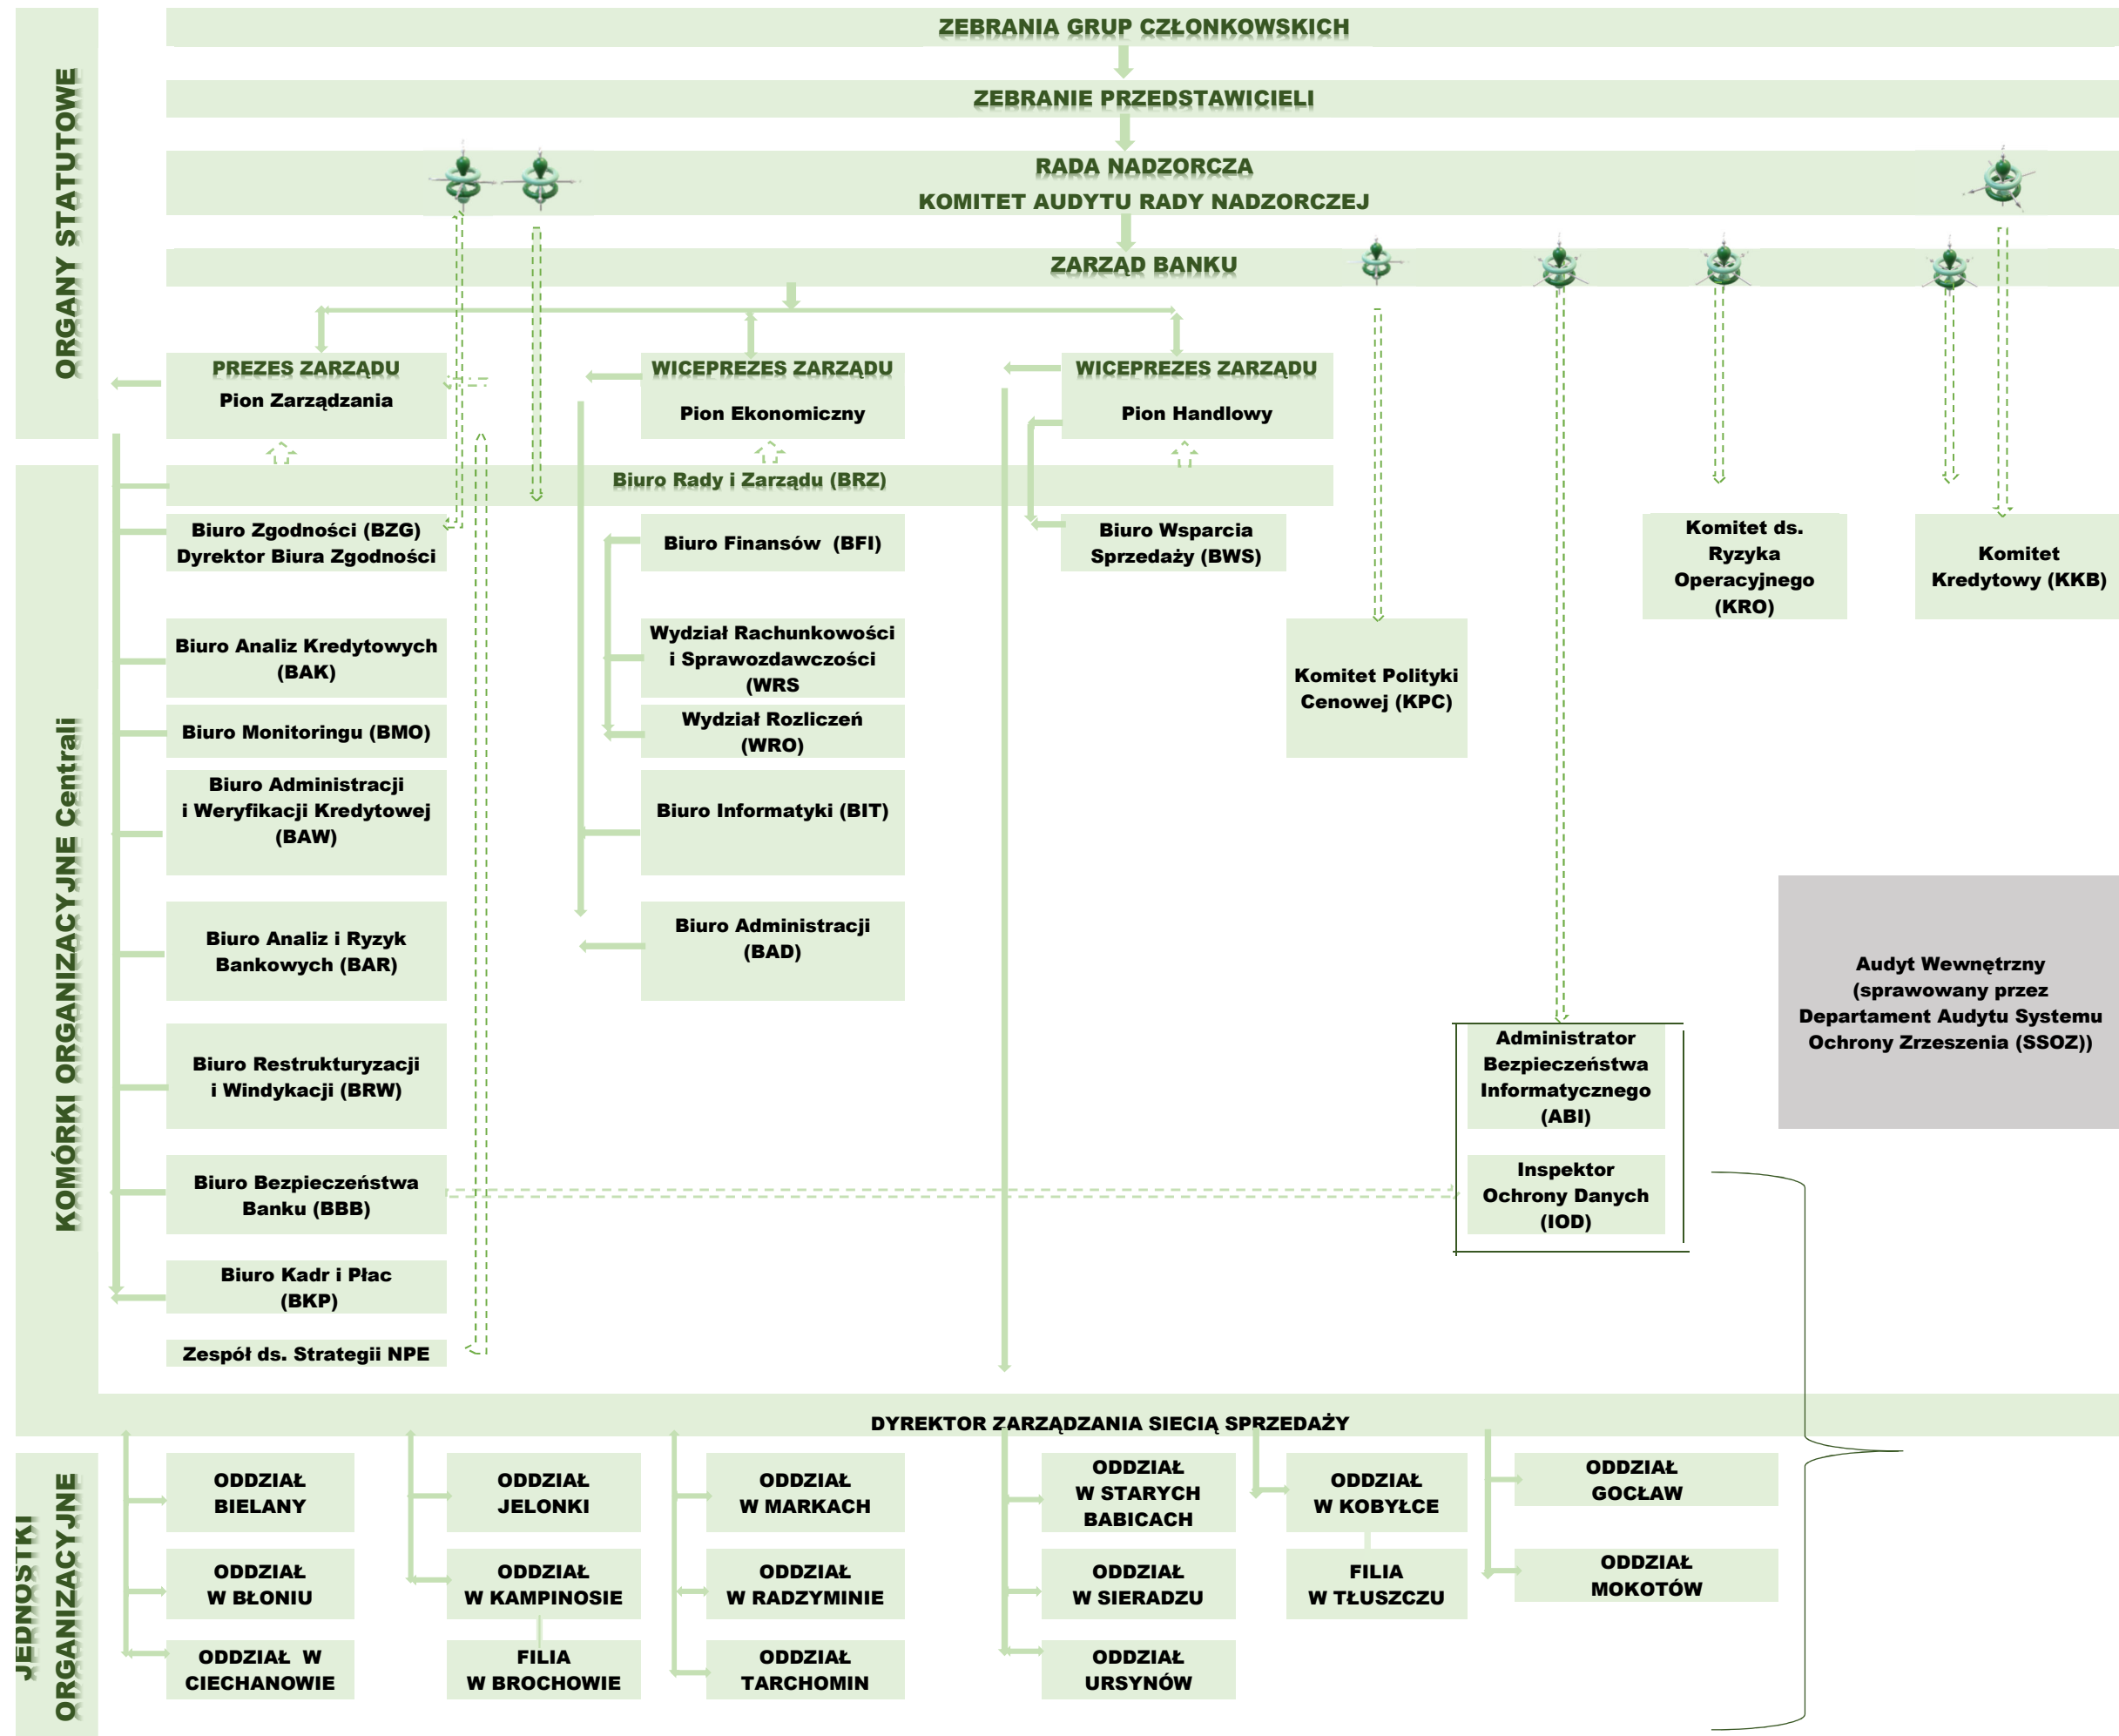 ORGANY STATUTOWE
ZEBRANIA GRUP CZŁONKOWSKICH
ZEBRANIE PRZEDSTAWICIELI
RADA NADZORCZA
KOMITET AUDYTU RADY NADZORCZEJ
ZARZĄD BANKU
PREZES ZARZĄDU
Pion Zarządzania
WICEPREZES ZARZĄDU
Pion Ekonomiczny
WICEPREZES ZARZĄDU
Pion Handlowy
KOMÓRKI ORGANIZACYJNE Centrali
Biuro Rady i Zarządu (BRZ)
Biuro Zgodności (BZG)
Dyrektor Biura Zgodności
Biuro Finansów (BFI)
Biuro Wsparcia
Sprzedaży (BWS)
Komitet ds.
Ryzyka
Operacyjnego
(KRO)
Komitet
Kredytowy (KKB)
Biuro Analiz Kredytowych
(BAK)
Wydział Rachunkowości
i Sprawozdawczości
(WRS
Komitet Polityki
Cenowej (KPC)
Biuro Monitoringu (BMO)
Wydział Rozliczeń
(WRO)
Biuro Administracji
i Weryfikacji Kredytowej
(BAW)
Biuro Informatyki (BIT)
Biuro Analiz i Ryzyk
Bankowych (BAR)
Biuro Administracji
(BAD)
Audyt Wewnętrzny
(sprawowany przez
Departament Audytu Systemu
Ochrony Zrzeszenia (SSOZ))
Biuro Restrukturyzacji
i Windykacji (BRW)
Administrator
Bezpieczeństwa
Informatycznego
(ABI)
Biuro Bezpieczeństwa
Banku (BBB)
Inspektor
Ochrony Danych
(IOD)
Biuro Kadr i Płac
(BKP)
Zespół ds. Strategii NPE
DYREKTOR ZARZĄDZANIA SIECIĄ SPRZEDAŻY
JEDNOSTKI
ORGANIZACYJNE
ODDZIAŁ
BIELANY
ODDZIAŁ
JELONKI
ODDZIAŁ
W MARKACH
ODDZIAŁ
W STARYCH
BABICACH
ODDZIAŁ
W KOBYŁCE
ODDZIAŁ
GOCŁAW
ODDZIAŁ
W BŁONIU
ODDZIAŁ
W KAMPINOSIE
ODDZIAŁ
W RADZYMINIE
ODDZIAŁ
W SIERADZU
FILIA
W TŁUSZCZU
ODDZIAŁ
MOKOTÓW
ODDZIAŁ W
CIECHANOWIE
FILIA
W BROCHOWIE
ODDZIAŁ
TARCHOMIN
ODDZIAŁ
URSYNÓW